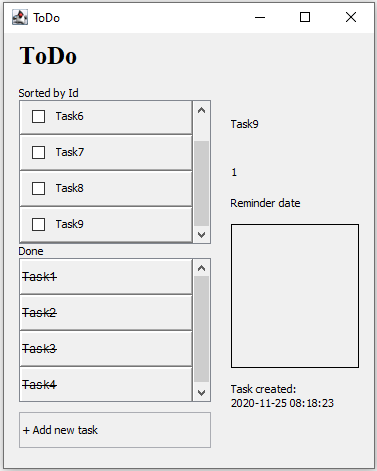 ToDo
ToDo
Sorted by Id
Task6
Task7
Task8
Task9
Done
Task1
Task2
Task3
Task4
+ Add new task
Task9
1
Reminder date
Task created:
2020-11-25 08:18:23